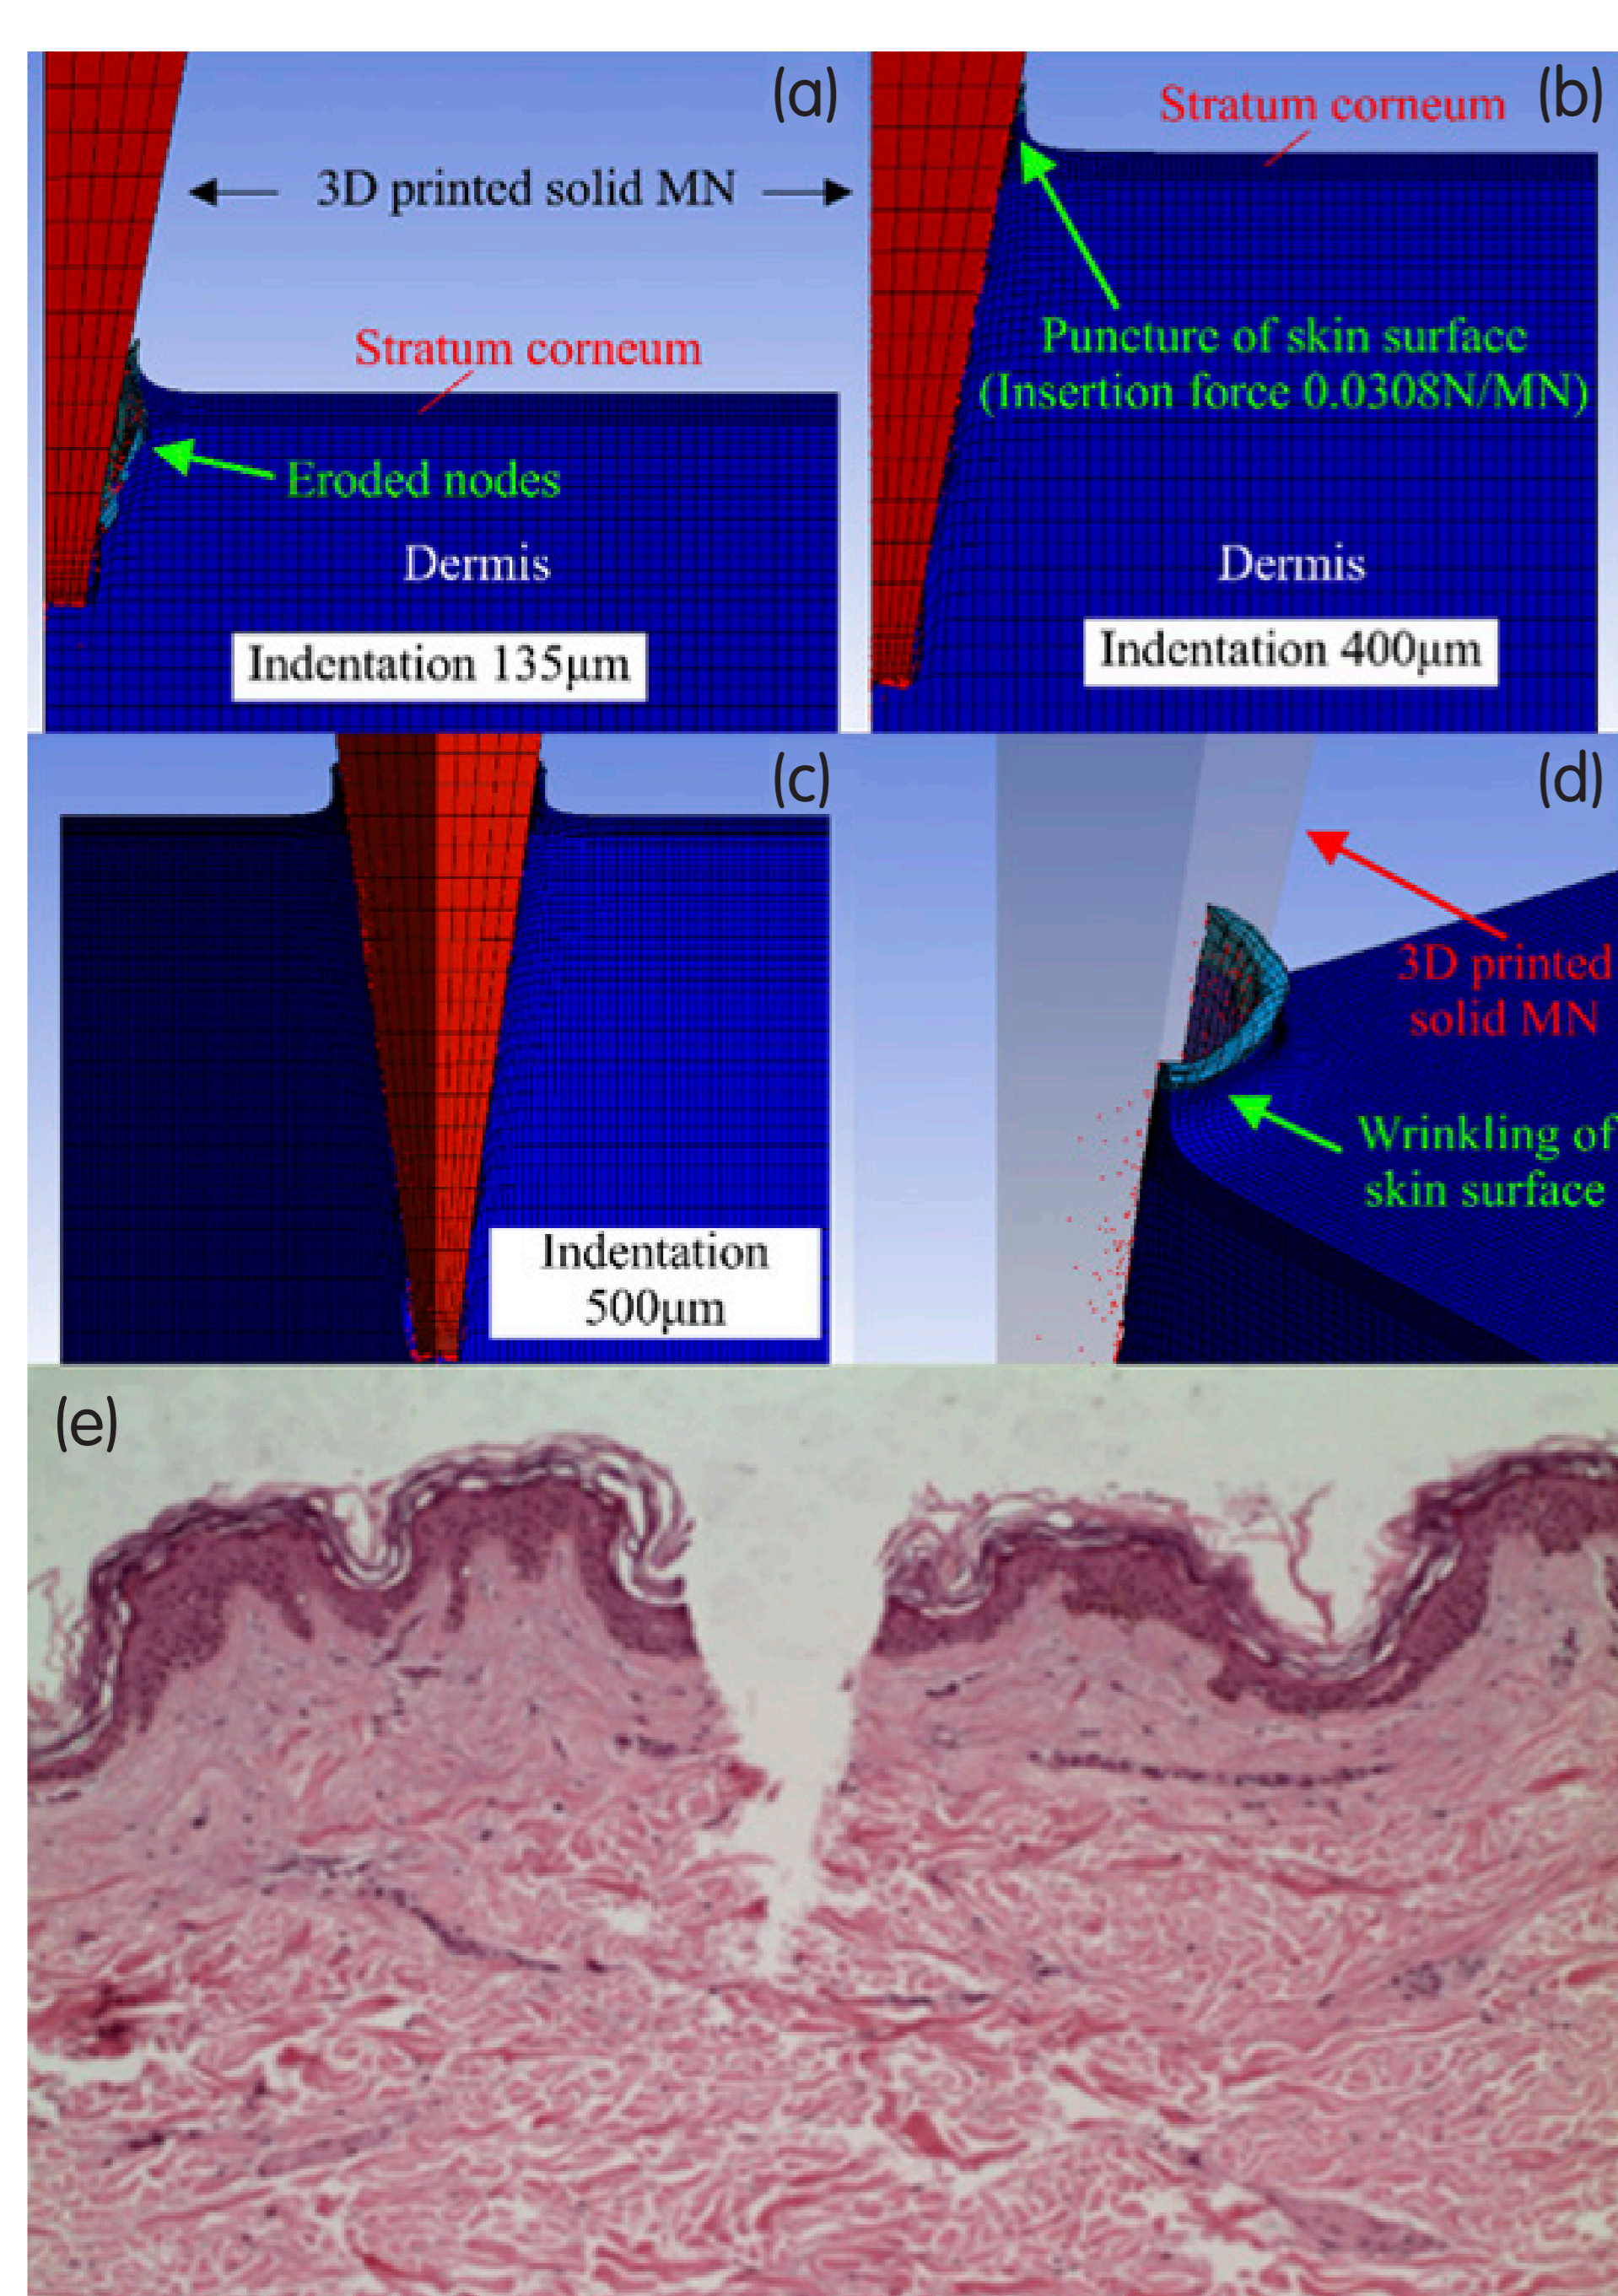 (a)
3D printed solid MN
Stratum corneum
Eroded nodes
Dermis
Indentation 135μm
(b)
Stratum corneum
Puncture of skin surface
(Insertion force 0.0308N/MN)
Dermis
Indentation 400μm
(c)
Indentation
500μm
(d)
3D printed
solid MN
Wrinkling of
skin surface
(e)